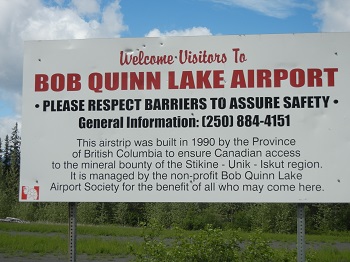 Welcome Visitors To
BOB QUINN LAKE AIRPORT
• PLEASE RESPECT BARRIERS TO ASSURE SAFETY •
General Information: (250) 884-4151
This airstrip was built in 1990 by the Province
of British Columbia to ensure Canadian access
to the mineral bounty of the Stikine - Unik - Iskut region.
It is managed by the non-profit Bob Quinn Lake
Airport Society for the benefit of all who may come here.